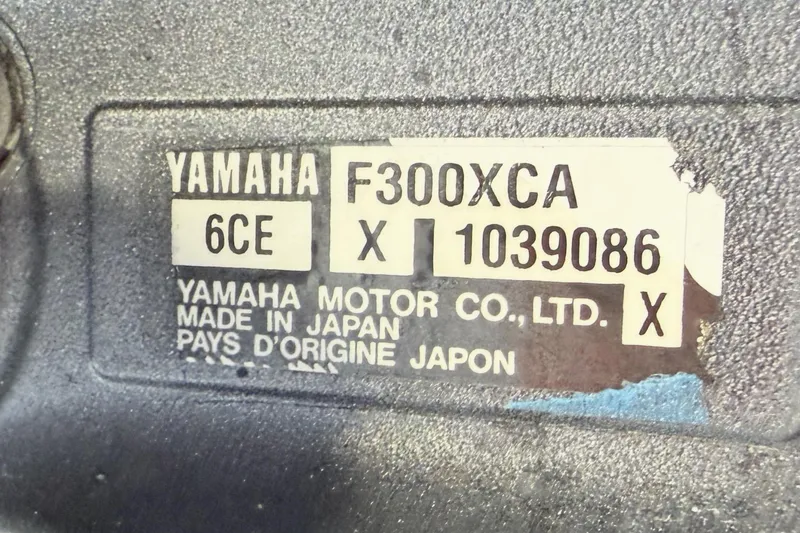 YAMAHA F300XCA
6CE X 1039086
YAMAHA MOTOR CO., LTD. X
MADE IN JAPAN
PAYS D'ORIGINE JAPON